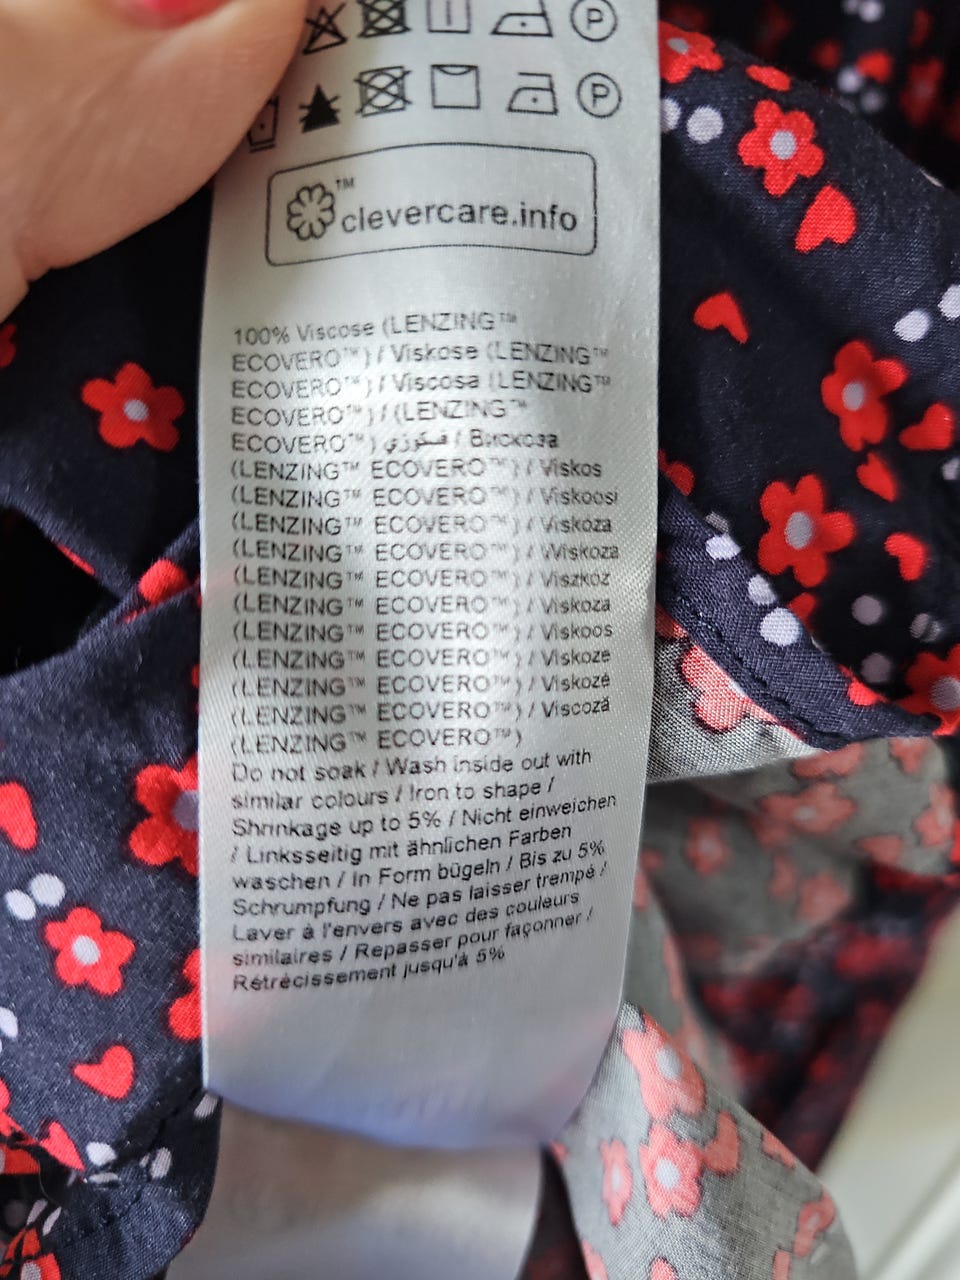 P
P
™
clevercare.info
100% Viscose (LENZING™
ECOVERO™) / Viskose (LENZING™
ECOVERO™) / Viscosa (LENZING™
ECOVERO™) / (LENZING™
ECOVERO™) فسكوزي / Вискоза
(LENZING™ ECOVERO™) / Viskos
(LENZING™ ECOVERO™) / Viskoosi
(LENZING™ ECOVERO™) / Viskoza
(LENZING™ ECOVERO™) / Wiskoza
(LENZING™ ECOVERO™) / Viszkóz
(LENZING™ ECOVERO™) / Viskoza
(LENZING™ ECOVERO™) / Viskoos
(LENZING™ ECOVERO™) / Viskoze
(LENZING™ ECOVERO™) / Viskozė
(LENZING™ ECOVERO™) / Viscoză
(LENZING™ ECOVERO™)
Do not soak / Wash inside out with
similar colours / Iron to shape /
Shrinkage up to 5% / Nicht einweichen
/ Linksseitig mit ähnlichen Farben
waschen / In Form bügeln / Bis zu 5%
Schrumpfung / Ne pas laisser trempé /
Laver à l'envers avec des couleurs
similaires / Repasser pour façonner /
Rétrécissement jusqu'à 5%